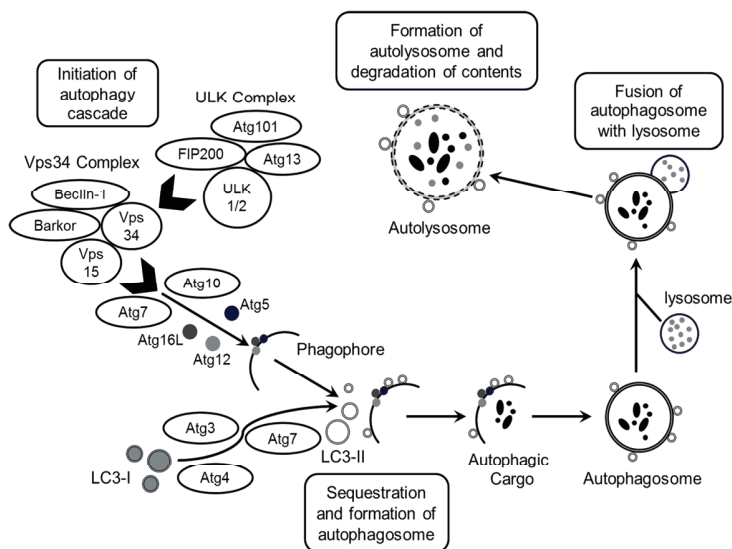 Initiation of
autophagy
cascade
ULK Complex
Atg101
FIP200
Atg13
ULK
1/2
Vps34 Complex
Beclin-1
Barkor
Vps
34
Vps
15
Atg10
Atg7
Atg5
Atg16L
Atg12
Phagophore
Atg3
Atg7
LC3-I
Atg4
LC3-II
Sequestration
and formation of
autophagosome
Autophagic
Cargo
Autophagosome
lysosome
Fusion of
autophagosome
with lysosome
Formation of
autolysosome and
degradation of contents
Autolysosome